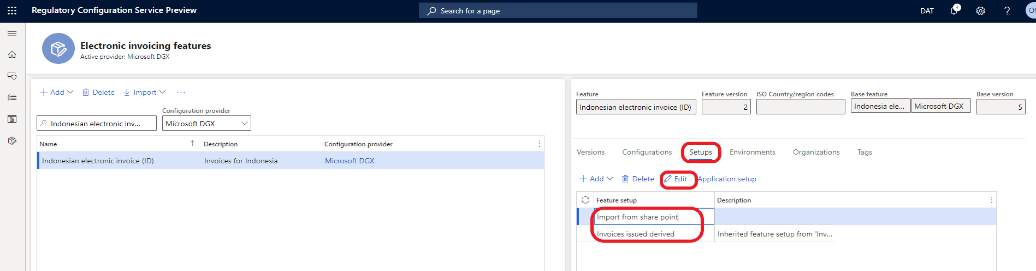 Regulatory Configuration Service Preview
Search for a page
DAT
Electronic invoicing features
Active provider: Microsoft DGX
Add
Delete
Import
...
Configuration provider
Indonesian electronic inv...
Microsoft DGX
Name
Description
Configuration provider
Indonesian electronic invoice (ID)
Invoices for Indonesia
Microsoft DGX
Feature
Feature version
ISO Country/region codes
Base feature
Base version
Indonesian electronic invoice (ID)
2
Indonesia ele...
Microsoft DGX
5
Versions
Configurations
Setups
Environments
Organizations
Tags
Add
Delete
Edit
Application setup
Feature setup
Description
Import from share point
Invoices issued derived
Inherited feature setup from 'Inv...